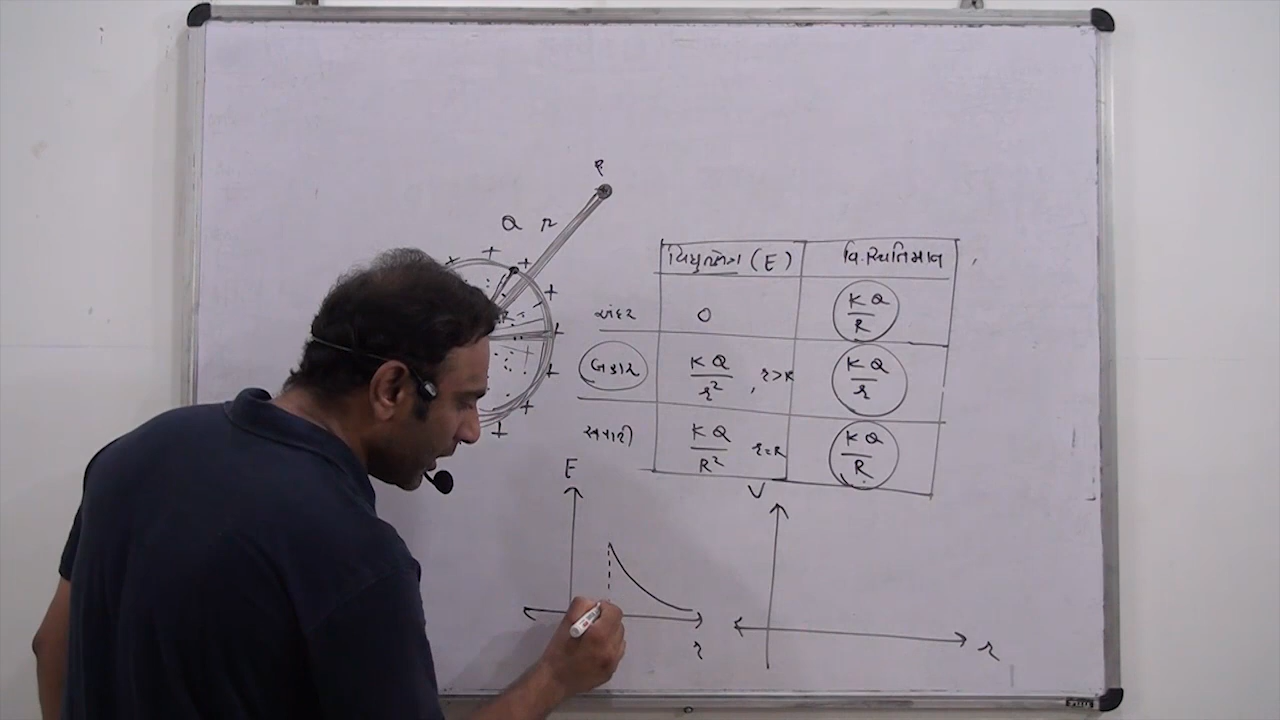 P
Q r
+ + + + + + + +
વિદ્યુતક્ષેત્ર (E) વિ.સ્થિતિમાન
અંદર 0 KQ/R
બહાર KQ/r², r>R KQ/r
સપાટી KQ/R² r=R KQ/R
E V
r r